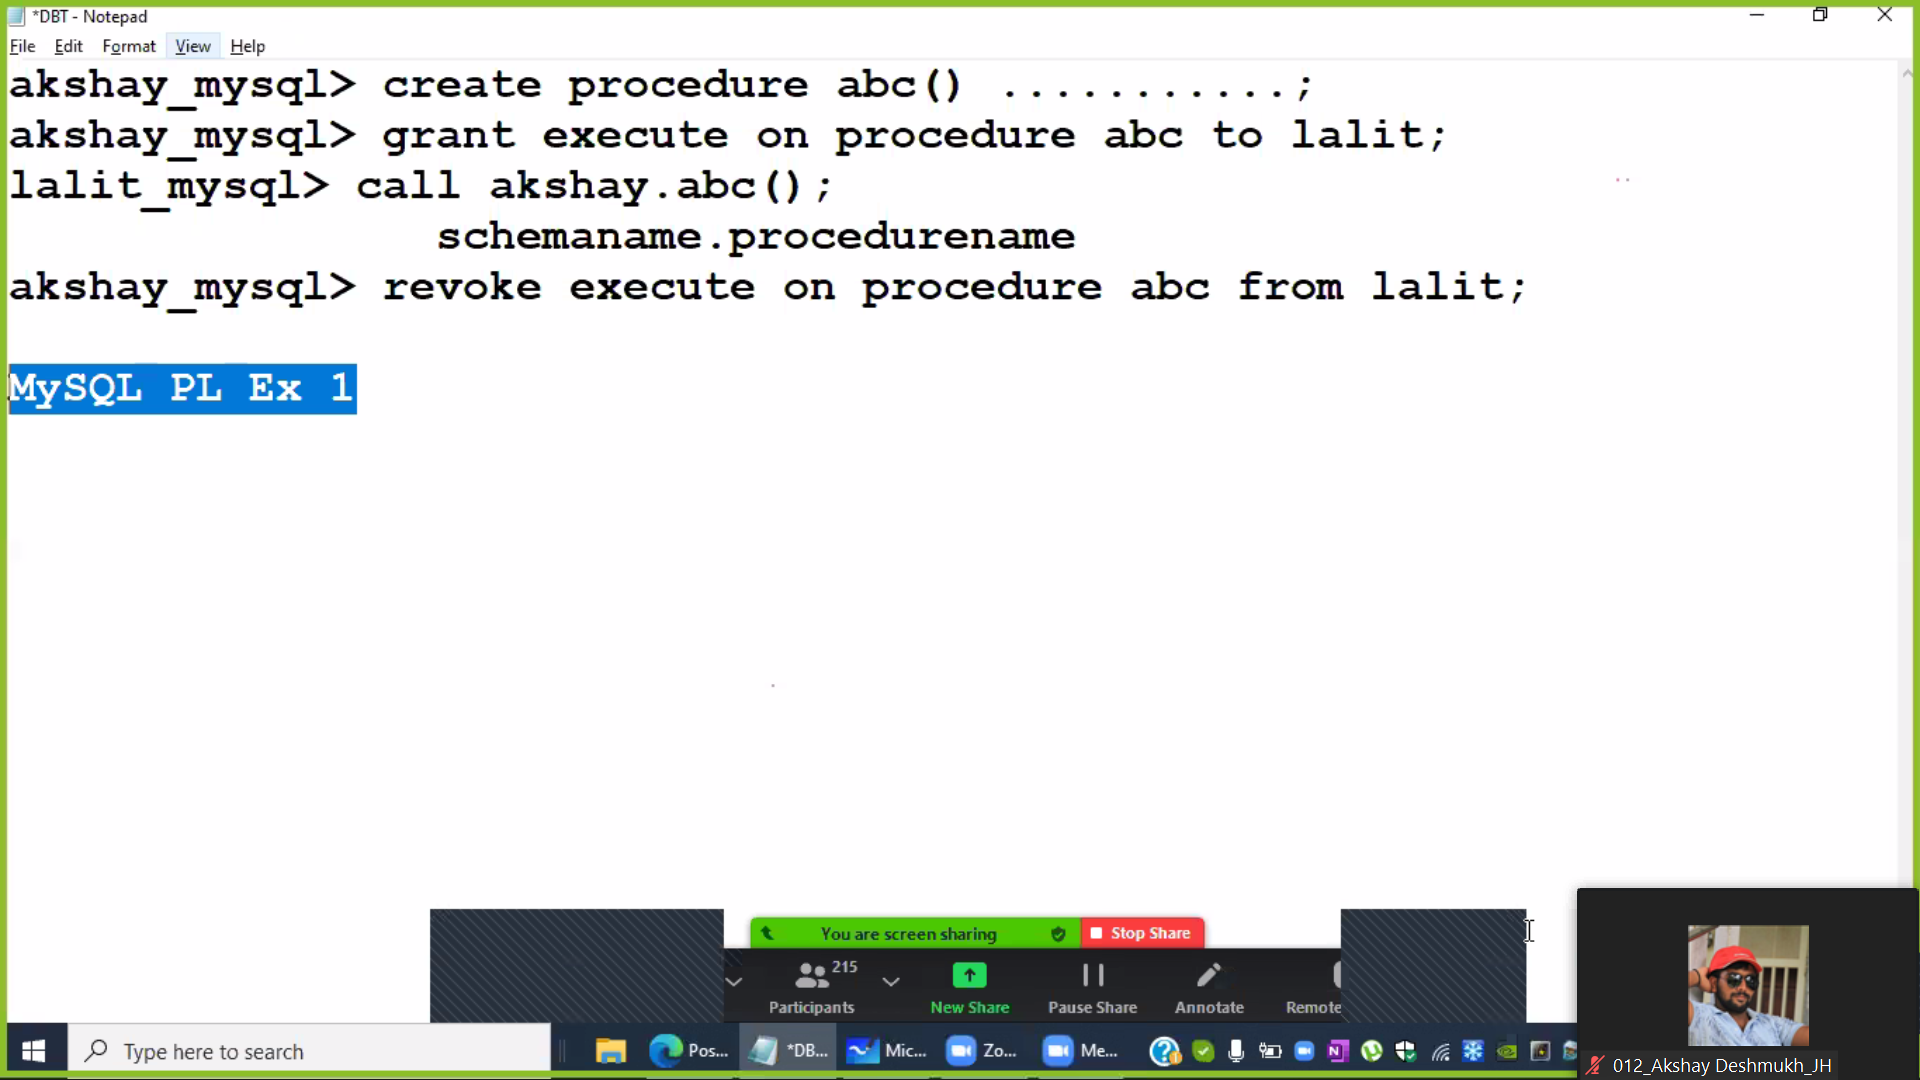 *DBT - Notepad
File Edit Format View Help
akshay_mysql> create procedure abc() ...........;
akshay_mysql> grant execute on procedure abc to lalit;
lalit_mysql> call akshay.abc();
schemaname.procedurename
akshay_mysql> revoke execute on procedure abc from lalit;
MySQL PL Ex 1
You are screen sharing
Stop Share
215
Participants
New Share
Pause Share
Annotate
Remote
Type here to search
Pos...
*DB...
Mic...
Zo...
Me...
012_Akshay Deshmukh_JH